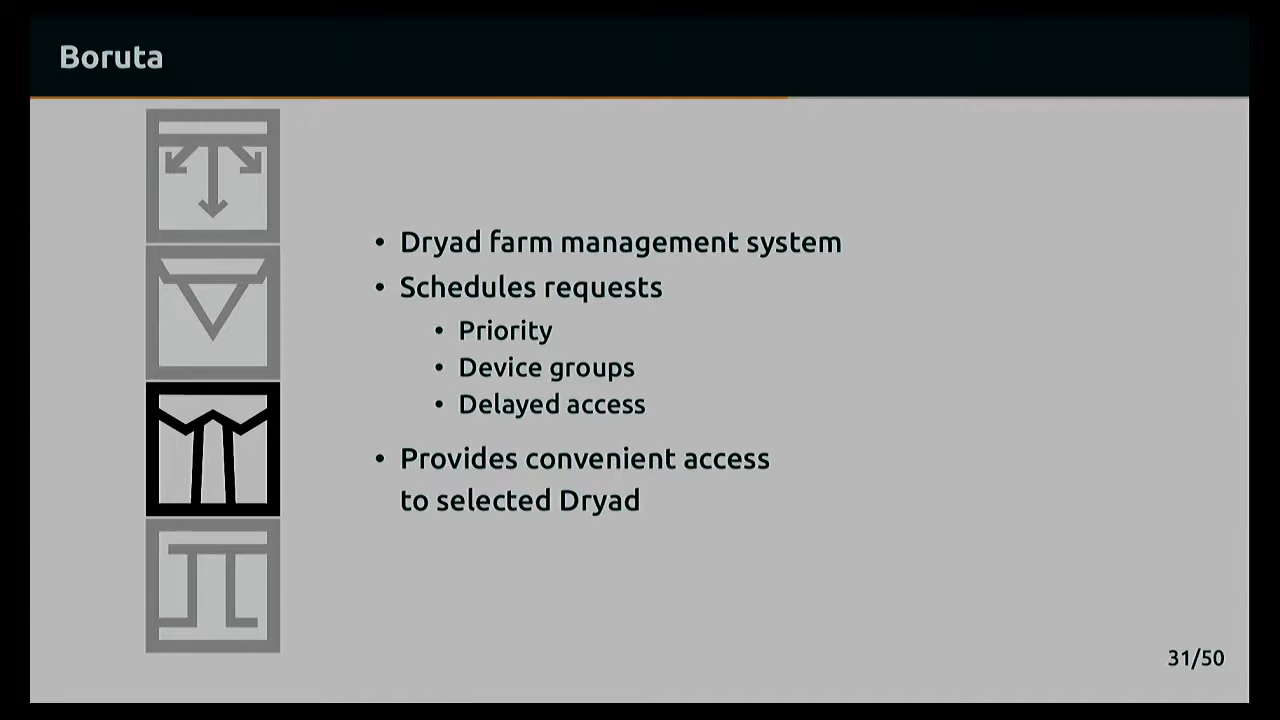 Boruta
• Dryad farm management system
• Schedules requests
• Priority
• Device groups
• Delayed access
• Provides convenient access
to selected Dryad
31/50